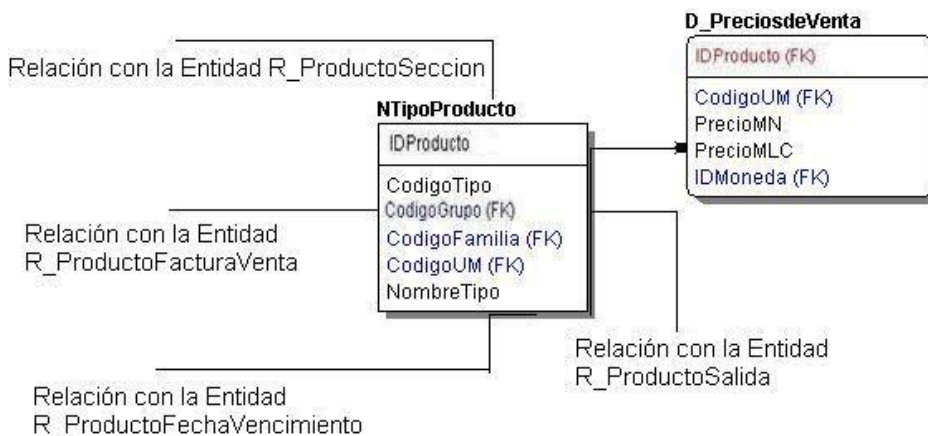 D_PreciosdeVenta
IDProducto (FK)
CodigoUM (FK)
PrecioMN
PrecioMLC
IDMoneda (FK)
Relación con la Entidad R_ProductoSeccion
NTipoProducto
IDProducto
CodigoTipo
CodigoGrupo (FK)
CodigoFamilia (FK)
CodigoUM (FK)
NombreTipo
Relación con la Entidad
R_ProductoFacturaVenta
Relación con la Entidad
R_ProductoSalida
Relación con la Entidad
R_ProductoFechaVencimiento